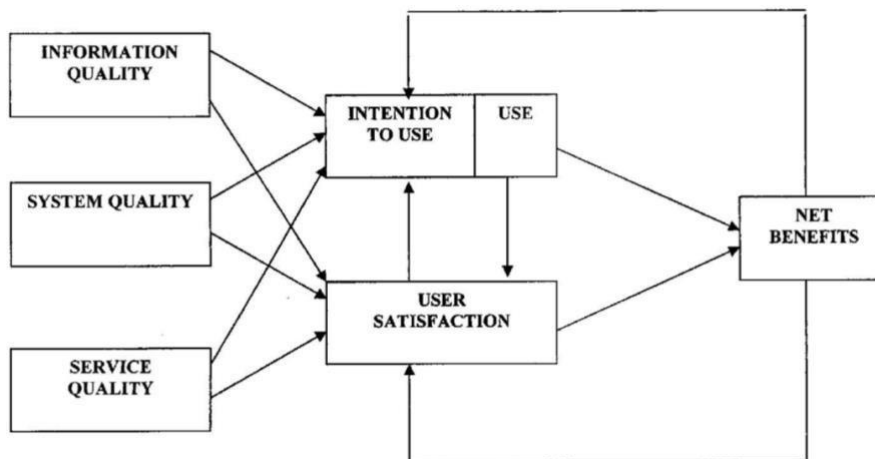 INFORMATION
QUALITY
INTENTION
TO USE
USE
SYSTEM QUALITY
NET
BENEFITS
USER
SATISFACTION
SERVICE
QUALITY